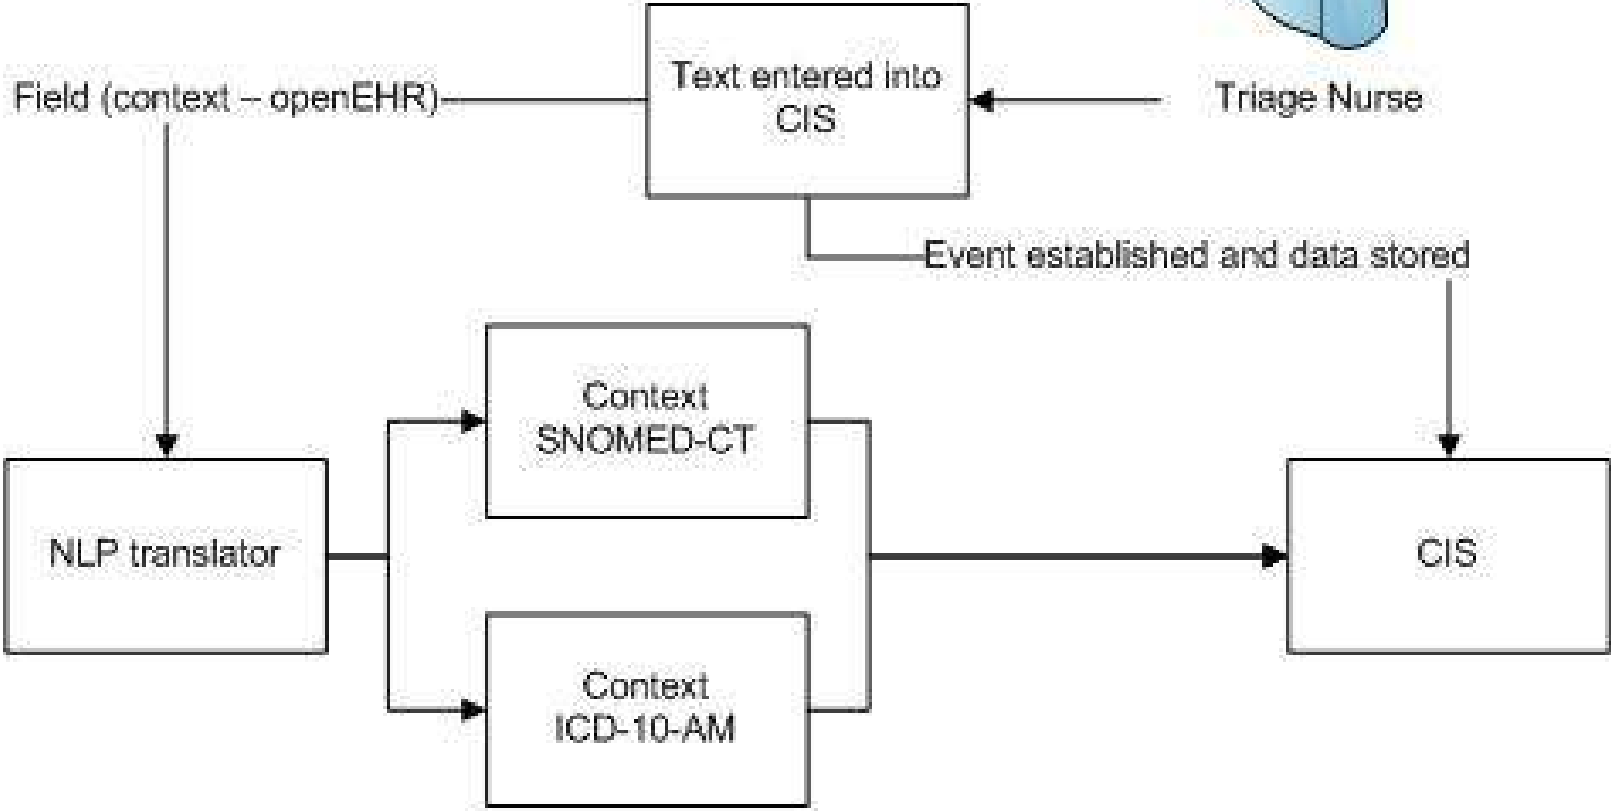 Text entered into
CIS
Field (context – openEHR)
Triage Nurse
Event established and data stored
Context
SNOMED-CT
NLP translator
CIS
Context
ICD-10-AM